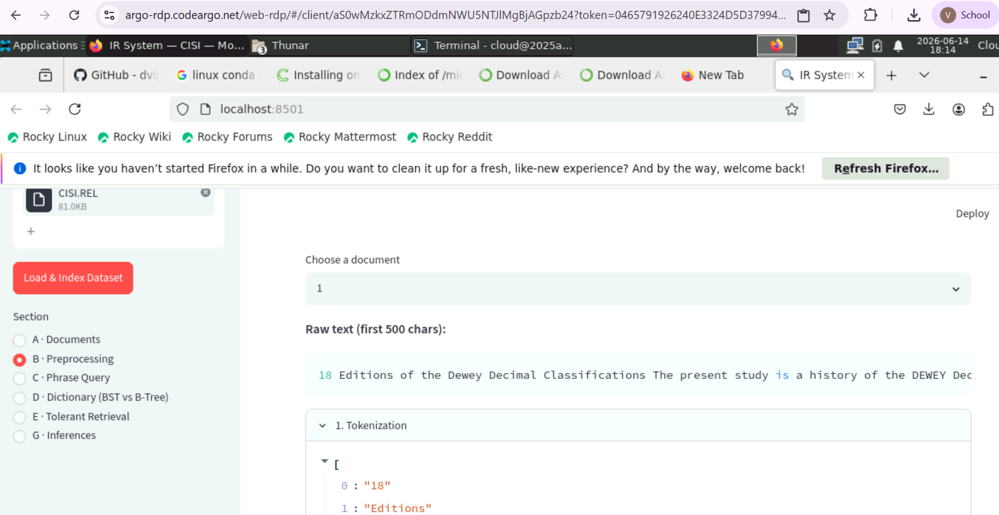 argo-rdp.codeargo.net/web-rdp/#/client/aS0wMzkxZTRmODdmNWU5NTJlMgBjAGpzb24?token=0465791926240E3324D5D37994...
V School
Applications IR System — CISI — Mo... 3 Thunar Terminal - cloud@2025a... 2026-06-14 Clou
18:14
GitHub - dvi linux conda Installing on Index of /mi Download A Download A New Tab IR System
localhost:8501
Rocky Linux Rocky Wiki Rocky Forums Rocky Mattermost Rocky Reddit
It looks like you haven’t started Firefox in a while. Do you want to clean it up for a fresh, like-new experience? And by the way, welcome back! Refresh Firefox...
CISI.REL
81.0KB
+
Load & Index Dataset
Section
A · Documents
B · Preprocessing
C · Phrase Query
D · Dictionary (BST vs B-Tree)
E · Tolerant Retrieval
G · Inferences
Deploy
Choose a document
1
Raw text (first 500 chars):
18 Editions of the Dewey Decimal Classifications The present study is a history of the DEWEY Dec
1. Tokenization
[
0 : "18"
1 : "Editions"